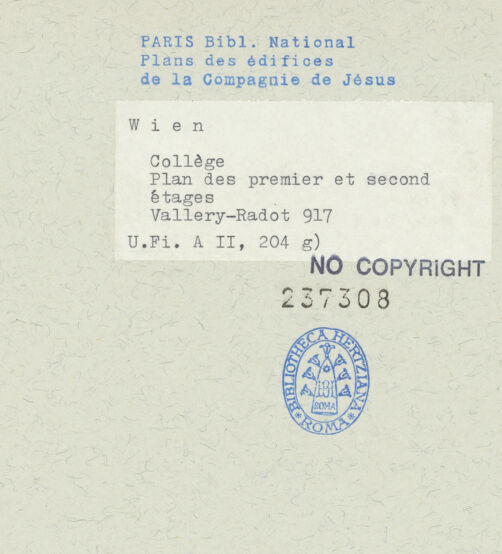 PARIS Bibl. National
Plans des édifices
de la Compagnie de Jésus
W i e n
Collège
Plan des premier et second
étages
Vallery-Radot 917
U.Fi. A II, 204 g)
NO COPYRIGHT
237308
BIBLIOTHECA HERTZIANA
ROMA
ROMA